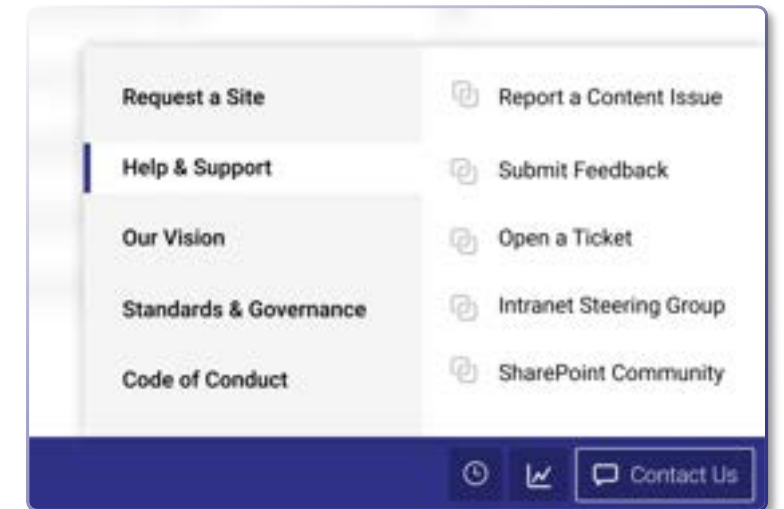 Request a Site
Help & Support
Our Vision
Standards & Governance
Code of Conduct
Report a Content Issue
Submit Feedback
Open a Ticket
Intranet Steering Group
SharePoint Community
Contact Us